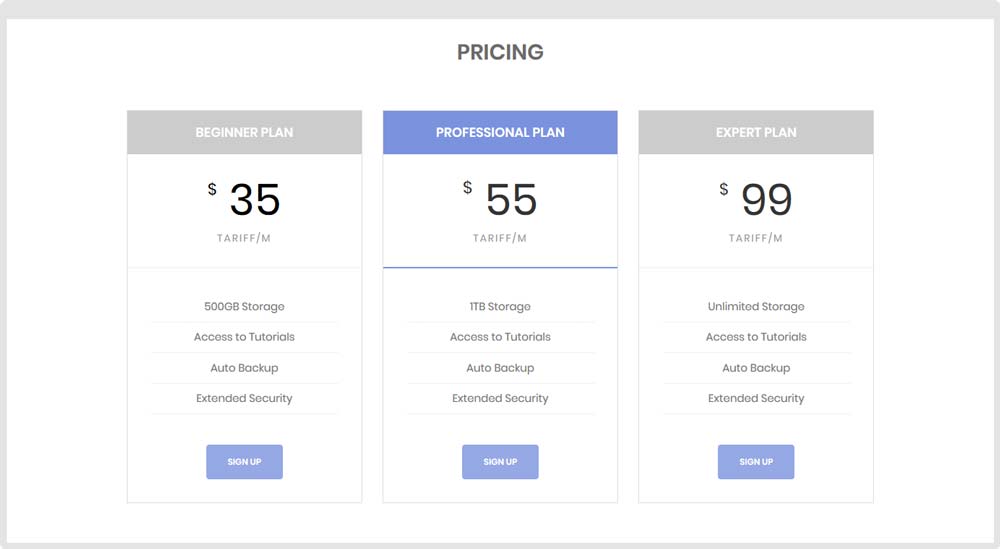 PRICING
BEGINNER PLAN
$ 35
TARIFF/M
500GB Storage
Access to Tutorials
Auto Backup
Extended Security
SIGN UP
PROFESSIONAL PLAN
$ 55
TARIFF/M
1TB Storage
Access to Tutorials
Auto Backup
Extended Security
SIGN UP
EXPERT PLAN
$ 99
TARIFF/M
Unlimited Storage
Access to Tutorials
Auto Backup
Extended Security
SIGN UP